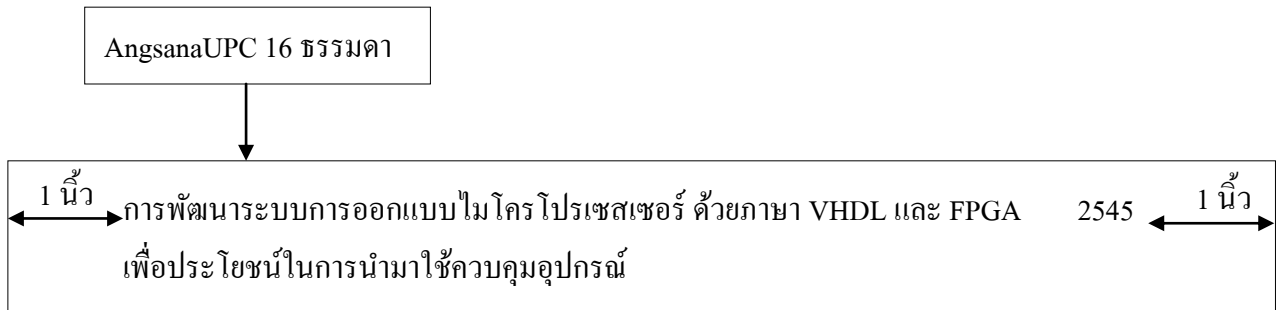 AngsanaUPC 16 ธรรมดา
1 นิ้ว การพัฒนาระบบการออกแบบไมโครโปรเซสเซอร์ ด้วยภาษา VHDL และ FPGA 2545 1 นิ้ว
เพื่อประโยชน์ในการนำมาใช้ควบคุมอุปกรณ์